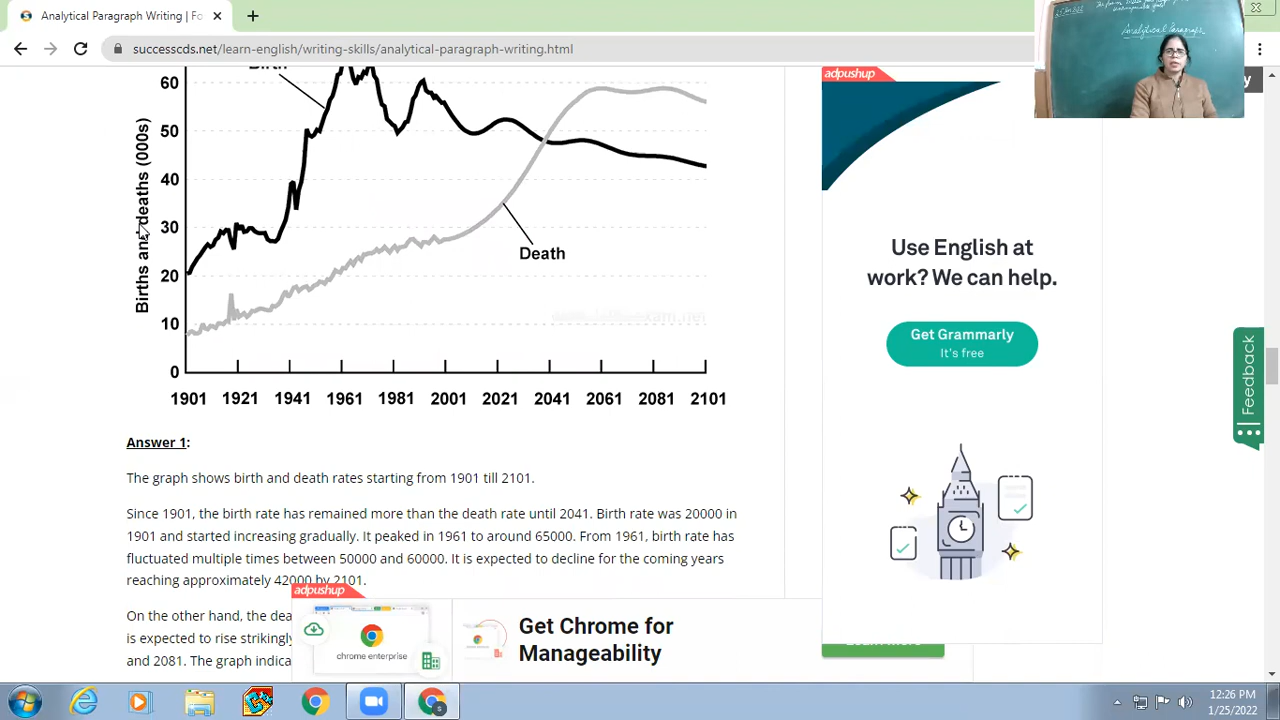 Analytical Paragraph Writing | Fo
successcds.net/learn-english/writing-skills/analytical-paragraph-writing.html
Analytical Paragraph
adpushup
Birth
60
50
40
30
20
10
0
Births and deaths (000s)
Death
1901 1921 1941 1961 1981 2001 2021 2041 2061 2081 2101
Answer 1:
The graph shows birth and death rates starting from 1901 till 2101.
Since 1901, the birth rate has renained more than the death rate until 2041. Birth rate was 20000 in
1901 and started increasing gradually. It peaked in 1961 to around 65000. From 1961, birth rate has
fluctuated multiple times between 50000 and 60000. It is expected to decline for the coming years
reaching approximately 42000 by 2101.
On the other hand, the dea
is expected to rise strikingly
and 2081. The graph indica
adpushup
chrome enterprise
Get Chrome for
Manageability
Use English at
work? We can help.
Get Grammarly
It's free
Learn More
Feedback
12:26 PM
1/25/2022